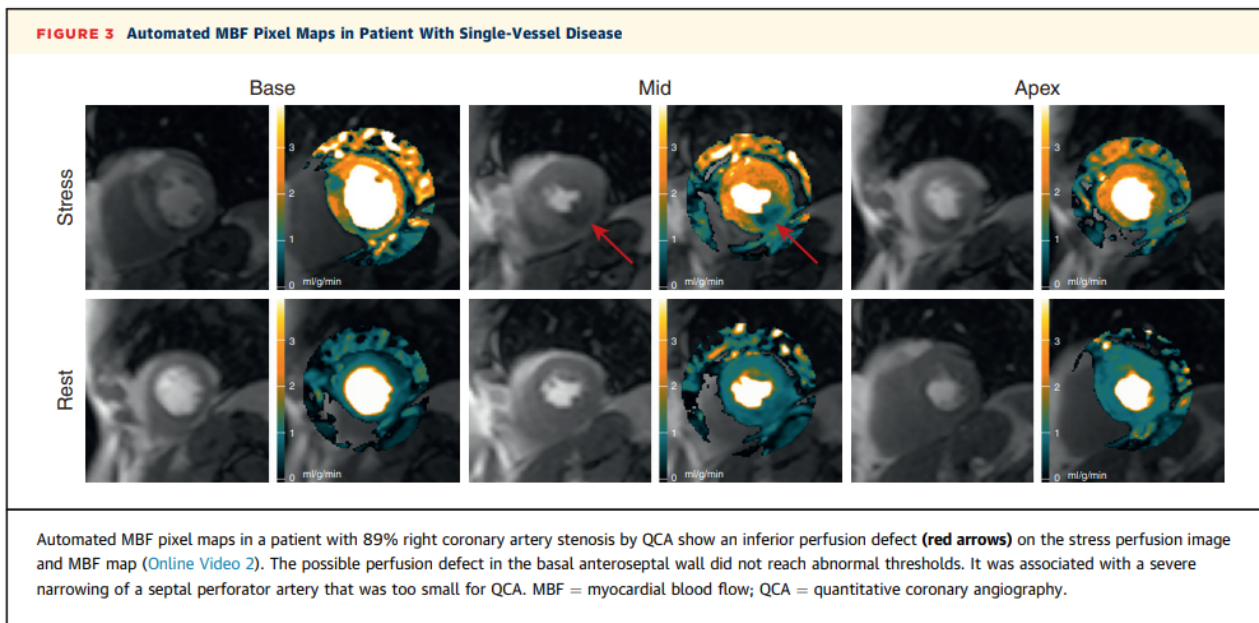 FIGURE 3 Automated MBF Pixel Maps in Patient With Single-Vessel Disease
Base Mid Apex
Stress
3 3 3
2 2 2
1 1 1
0 ml/g/min 0 ml/g/min 0 ml/g/min
Rest
3 3 3
2 2 2
1 1 1
0 ml/g/min 0 ml/g/min 0 ml/g/min
Automated MBF pixel maps in a patient with 89% right coronary artery stenosis by QCA show an inferior perfusion defect (red arrows) on the stress perfusion image
and MBF map (Online Video 2). The possible perfusion defect in the basal anteroseptal wall did not reach abnormal thresholds. It was associated with a severe
narrowing of a septal perforator artery that was too small for QCA. MBF = myocardial blood flow; QCA = quantitative coronary angiography.